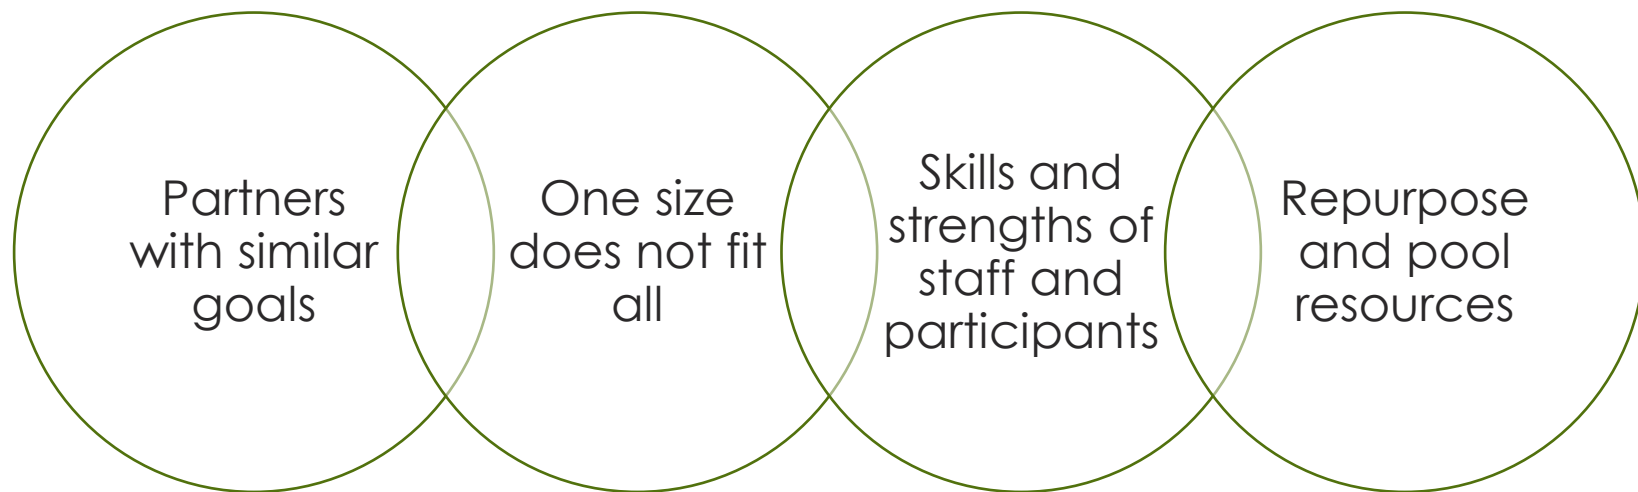 Partners
with similar
goals
One size
does not fit
all
Skills and
strengths of
staff and
participants
Repurpose
and pool
resources